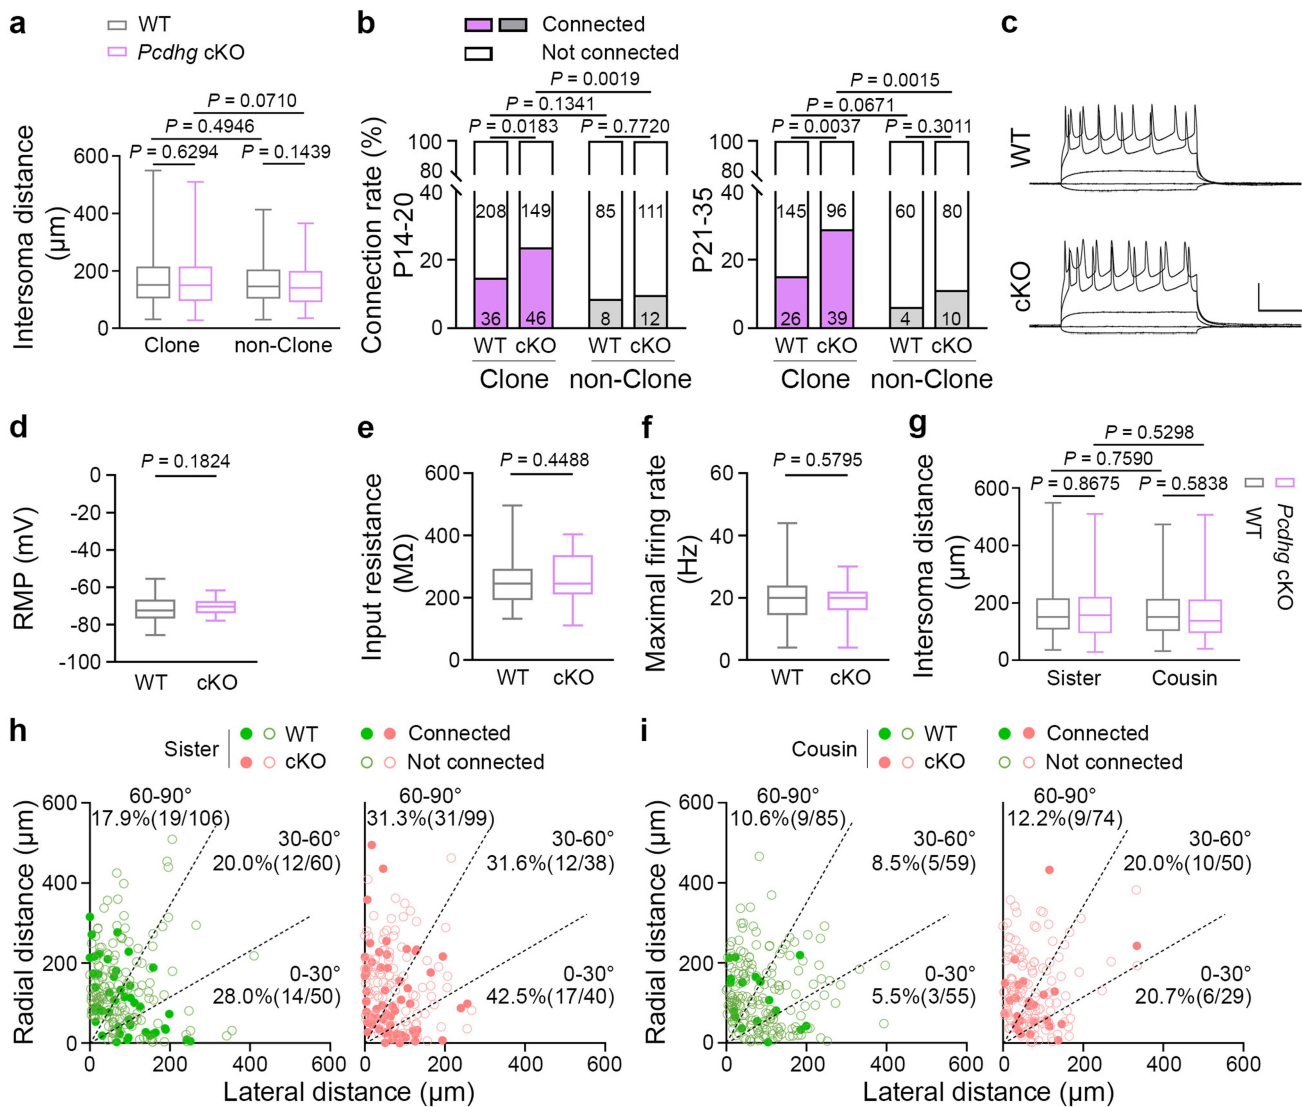 a
WT
Pcdhg cKO
P = 0.0710
P = 0.4946
P = 0.6294
P = 0.1439
Intersoma distance
(μm)
600
400
200
0
Clone
non-Clone
b
Connected
Not connected
P = 0.0019
P = 0.1341
P = 0.0183
P = 0.7720
Connection rate (%)
P14-20
100
80
40
20
0
208
149
85
111
36
46
8
12
WT cKO
WT cKO
Clone
non-Clone
P = 0.0015
P = 0.0671
P = 0.0037
P = 0.3011
P21-35
100
80
40
20
0
145
96
60
80
26
39
4
10
WT cKO
WT cKO
Clone
non-Clone
c
WT
cKO
d
P = 0.1824
RMP (mV)
0
-20
-40
-60
-80
-100
WT
cKO
e
P = 0.4488
Input resistance
(MΩ)
600
400
200
0
WT
cKO
f
P = 0.5795
Maximal firing rate
(Hz)
60
40
20
0
WT
cKO
g
P = 0.5298
P = 0.7590
P = 0.8675
P = 0.5838
Intersoma distance
(μm)
600
400
200
0
Sister
Cousin
WT
Pcdhg cKO
h
Sister
WT
cKO
Connected
Not connected
Radial distance (μm)
600
400
200
0
60-90°
17.9%(19/106)
30-60°
20.0%(12/60)
0-30°
28.0%(14/50)
0
200
400
600
60-90°
31.3%(31/99)
30-60°
31.6%(12/38)
0-30°
42.5%(17/40)
0
200
400
600
Lateral distance (μm)
i
Cousin
WT
cKO
Connected
Not connected
Radial distance (μm)
600
400
200
0
60-90°
10.6%(9/85)
30-60°
8.5%(5/59)
0-30°
5.5%(3/55)
0
200
400
600
60-90°
12.2%(9/74)
30-60°
20.0%(10/50)
0-30°
20.7%(6/29)
0
200
400
600
Lateral distance (μm)